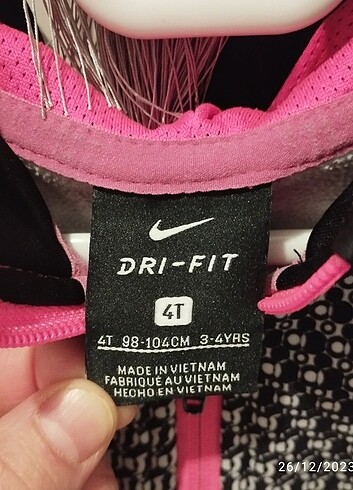 DRI-FIT
4T
4T 98-104CM 3-4YRS
MADE IN VIETNAM
FABRIQUÉ AU VIETNAM
HECHO EN VIETNAM
26/12/2023